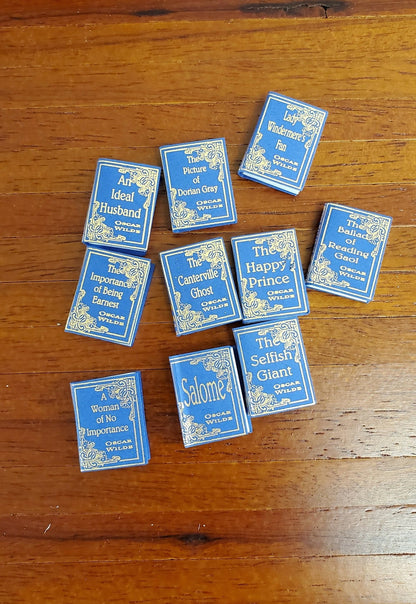 Lady
Windermere's
Fan
OSCAR
WILDE
The
Picture
of
Dorian Gray
OSCAR
WILDE
An
Ideal
Husband
OSCAR
WILDE
The Ballad
of
Reading
Gaol
OSCAR
WILDE
The
Importance
of Being
Earnest
OSCAR
WILDE
The
Canterville
Ghost
OSCAR
WILDE
The
Happy
Prince
OSCAR
WILDE
The
Selfish
Giant
OSCAR
WILDE
Salomé
OSCAR
WILDE
A
Woman
of No
Importance
OSCAR
WILDE